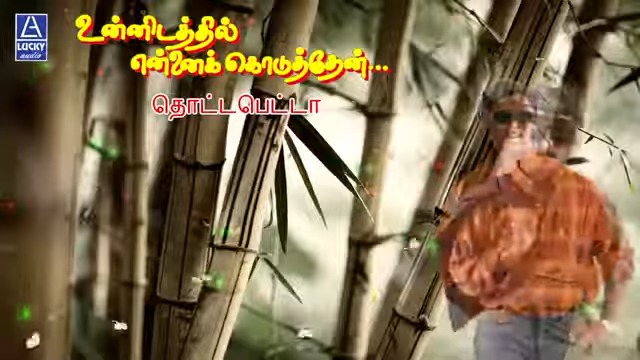 A
LUCKY
audio
உன்னிடத்தில்
என்னைக் கொடுத்தேன்...
தொட்டபெட்டா